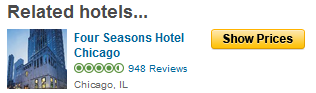 Related hotels...
Four Seasons Hotel
Chicago
Show Prices
948 Reviews
Chicago, IL